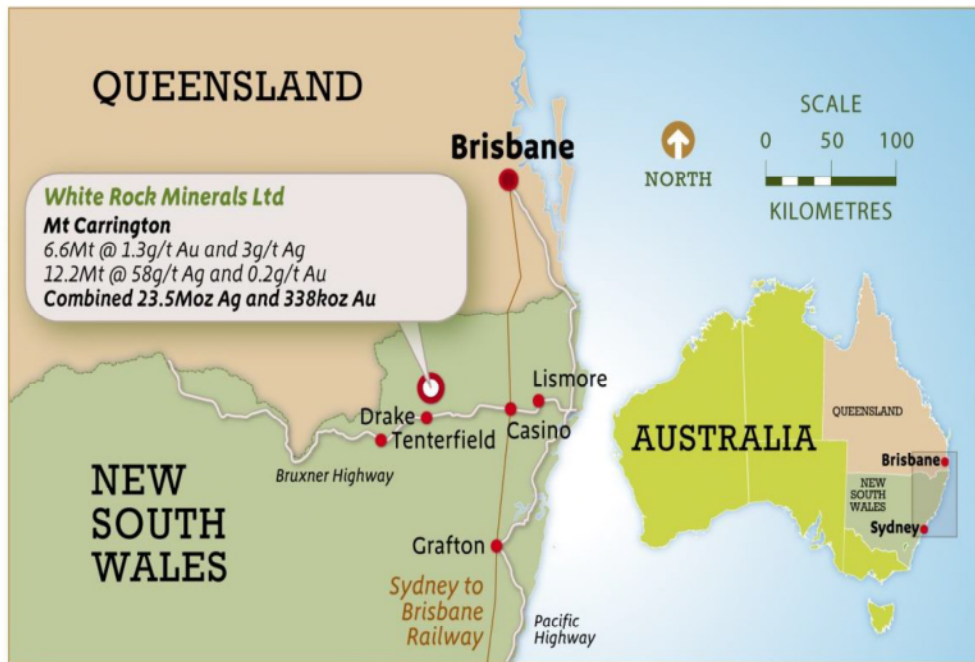 QUEENSLAND
Brisbane
White Rock Minerals Ltd
Mt Carrington
6.6Mt @ 1.3g/t Au and 3g/t Ag
12.2Mt @ 58g/t Ag and 0.2g/t Au
Combined 23.5Moz Ag and 338koz Au
NORTH
SCALE
0 50 100
KILOMETRES
Lismore
Drake
Casino
Tenterfield
Bruxner Highway
NEW
SOUTH
WALES
Grafton
Sydney to
Brisbane
Railway
Pacific
Highway
AUSTRALIA
QUEENSLAND
Brisbane
NEW
SOUTH
WALES
Sydney